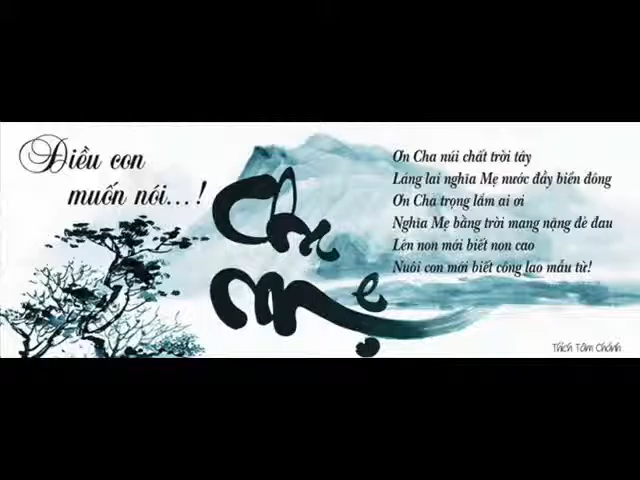 Điều con
muốn nói...!
Cha
Mẹ
Ơn Cha núi chất trời tây
Láng lai nghĩa Mẹ nước đầy biển đông
Ơn Cha trọng lắm ai ơi
Nghĩa Mẹ bằng trời mang nặng đẻ đau
Lên non mới biết non cao
Nuôi con mới biết công lao mẫu từ!
Thích Tâm Chánh